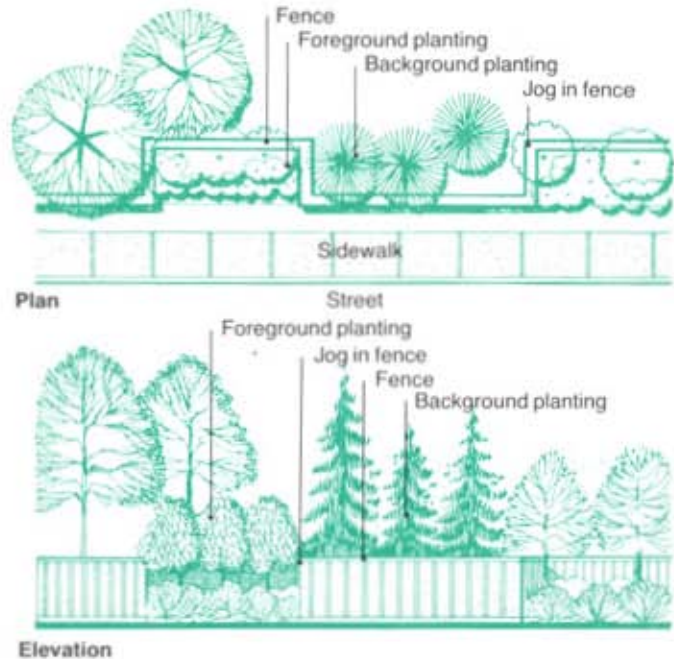 Fence
Foreground planting
Background planting
Jog in fence
Sidewalk
Plan
Street
Foreground planting
Jog in fence
Fence
Background planting
Elevation